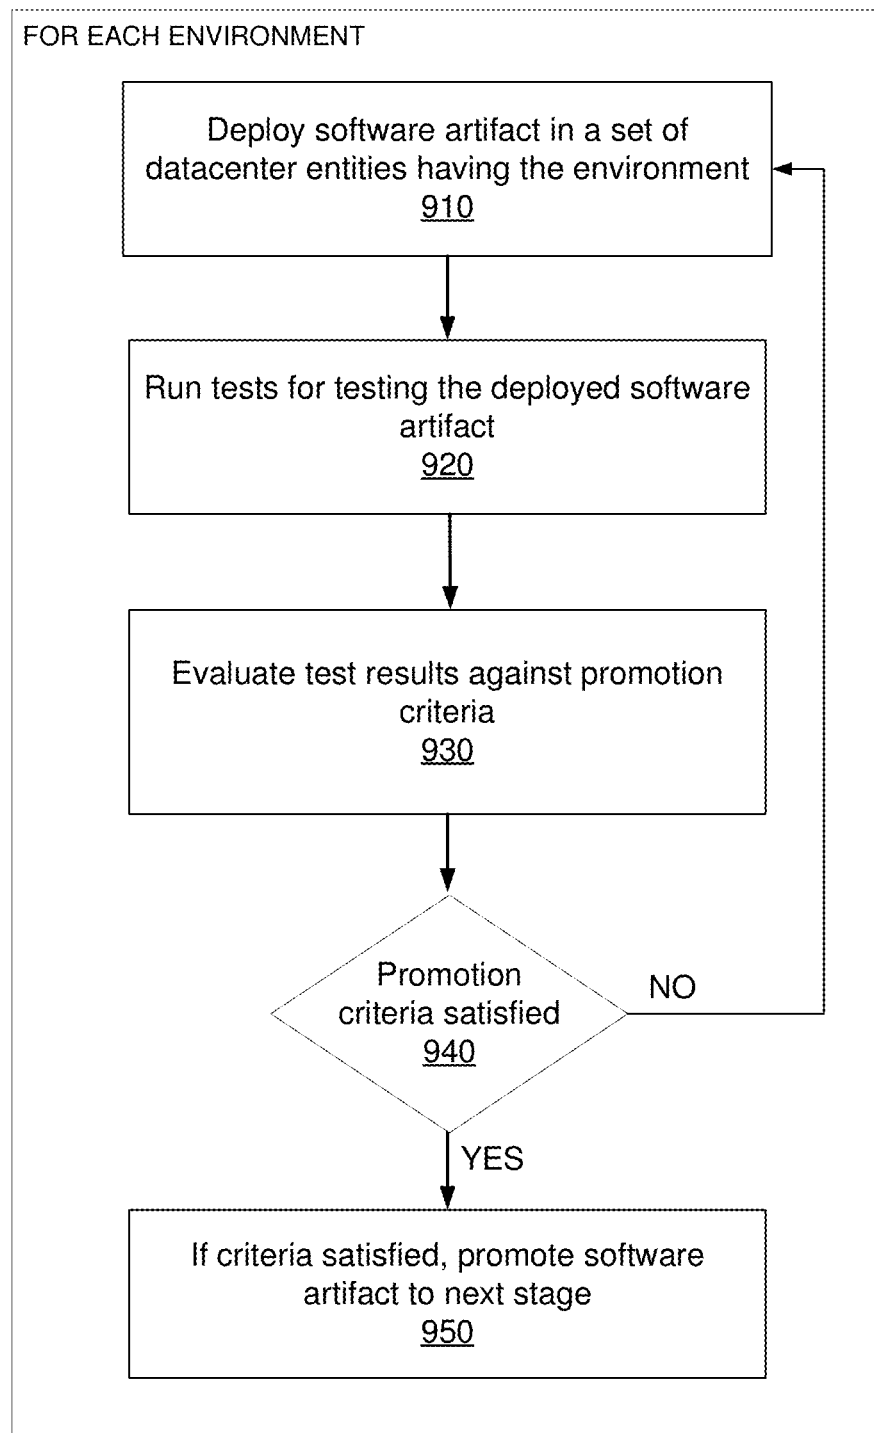 FOR EACH ENVIRONMENT
Deploy software artifact in a set of
datacenter entities having the environment
910
Run tests for testing the deployed software
artifact
920
Evaluate test results against promotion
criteria
930
Promotion
criteria satisfied
940
NO
YES
If criteria satisfied, promote software
artifact to next stage
950